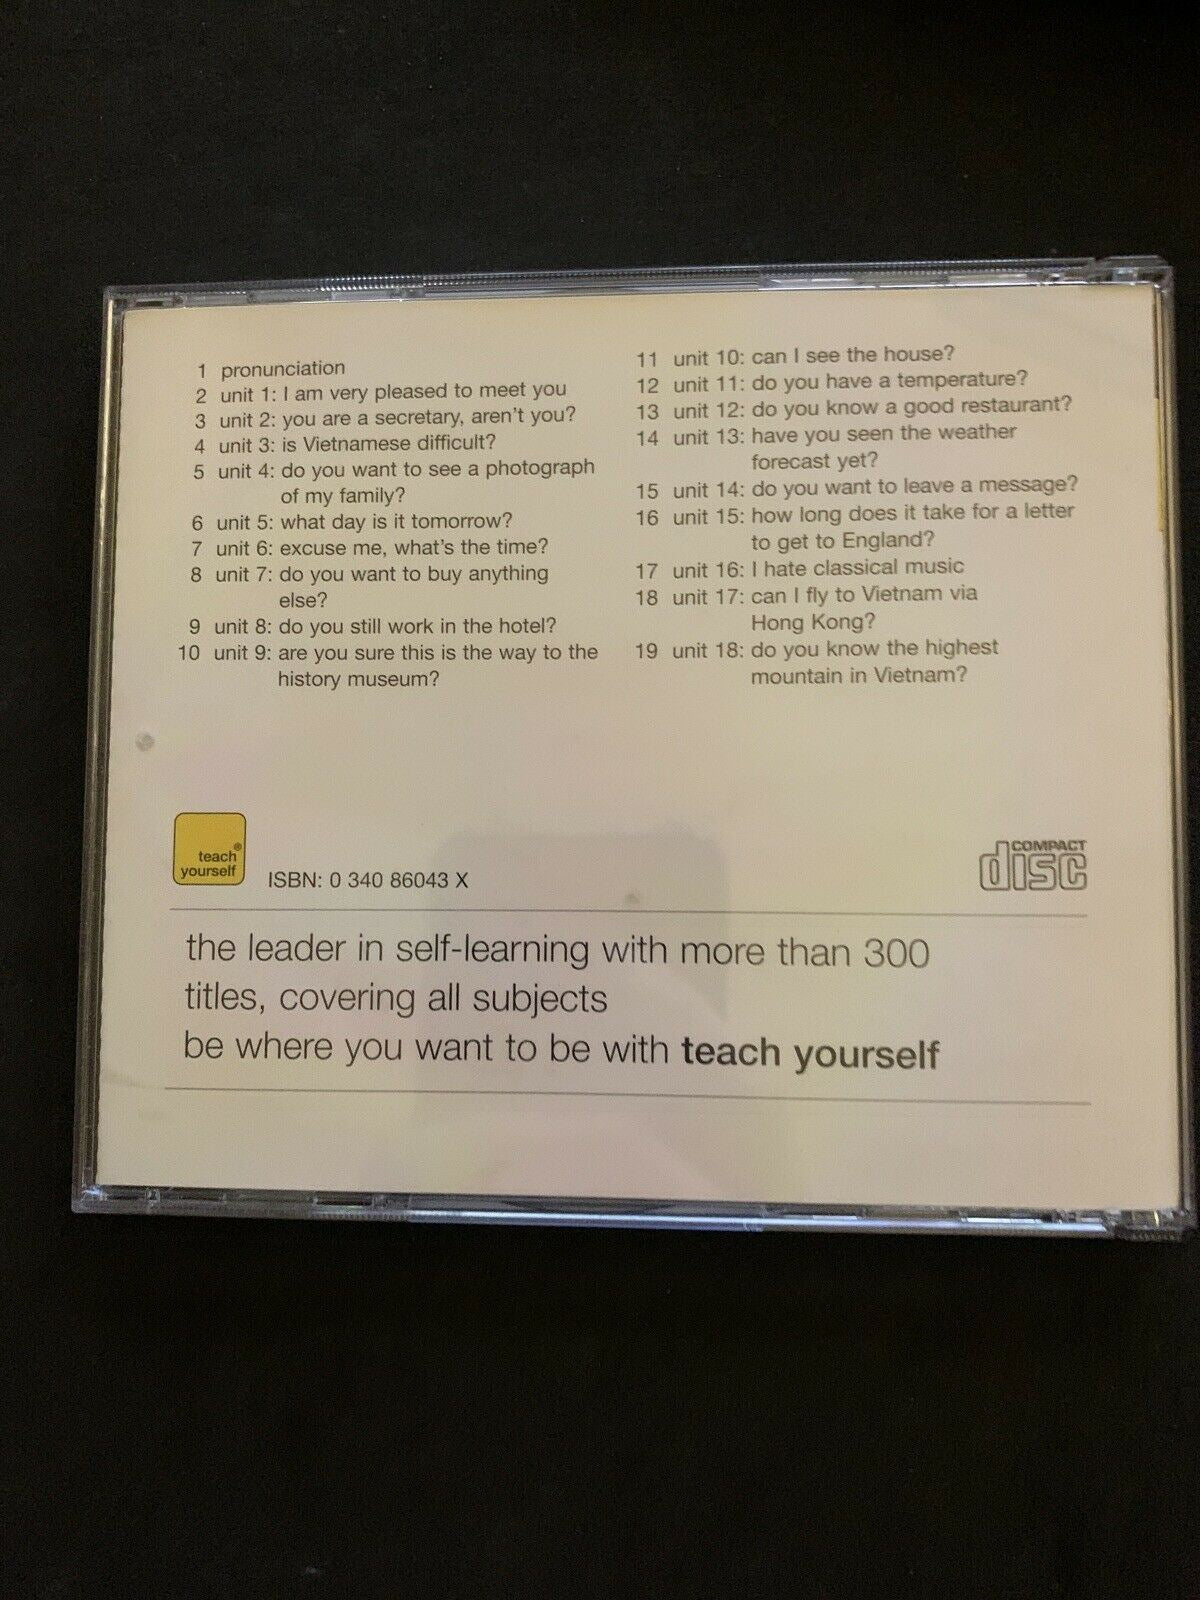 1 pronunciation
2 unit 1: I am very pleased to meet you
3 unit 2: you are a secretary, aren't you?
4 unit 3: is Vietnamese difficult?
5 unit 4: do you want to see a photograph
of my family?
6 unit 5: what day is it tomorrow?
7 unit 6: excuse me, what's the time?
8 unit 7: do you want to buy anything
else?
9 unit 8: do you still work in the hotel?
10 unit 9: are you sure this is the way to the
history museum?
11 unit 10: can I see the house?
12 unit 11: do you have a temperature?
13 unit 12: do you know a good restaurant?
14 unit 13: have you seen the weather
forecast yet?
15 unit 14: do you want to leave a message?
16 unit 15: how long does it take for a letter
to get to England?
17 unit 16: I hate classical music
18 unit 17: can I fly to Vietnam via
Hong Kong?
19 unit 18: do you know the highest
mountain in Vietnam?
teach®
yourself
ISBN: 0 340 86043 X
COMPACT
disc
the leader in self-learning with more than 300
titles, covering all subjects
be where you want to be with teach yourself